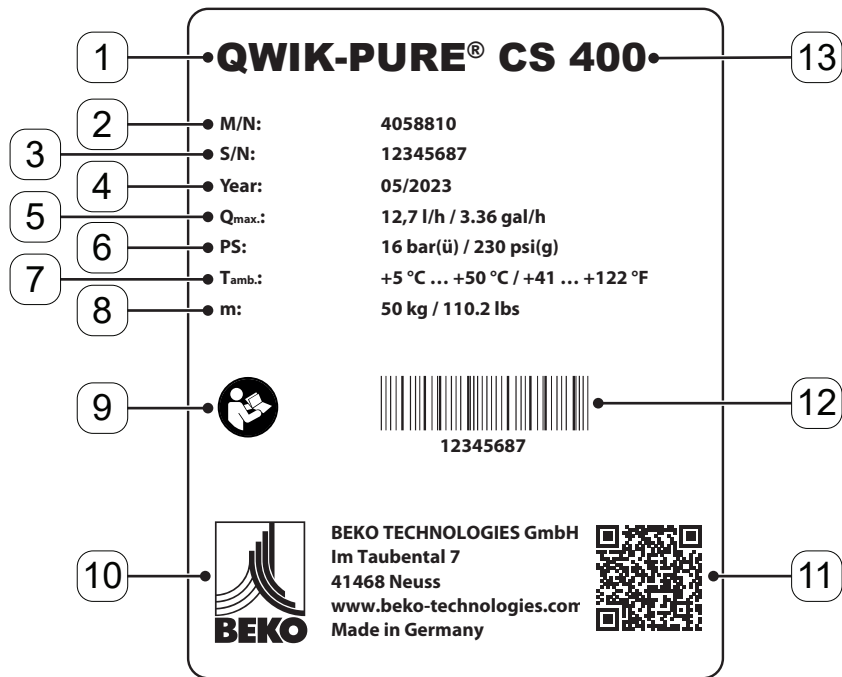 1 QWIK-PURE® CS 400 13
2 M/N: 4058810
3 S/N: 12345687
4 Year: 05/2023
5 Qmax.: 12,7 l/h / 3.36 gal/h
6 PS: 16 bar(ü) / 230 psi(g)
7 Tamb.: +5 °C … +50 °C / +41 … +122 °F
8 m: 50 kg / 110.2 lbs
9 12
12345687
BEKO TECHNOLOGIES GmbH
Im Taubental 7
10 41468 Neuss 11
www.beko-technologies.com
BEKO Made in Germany